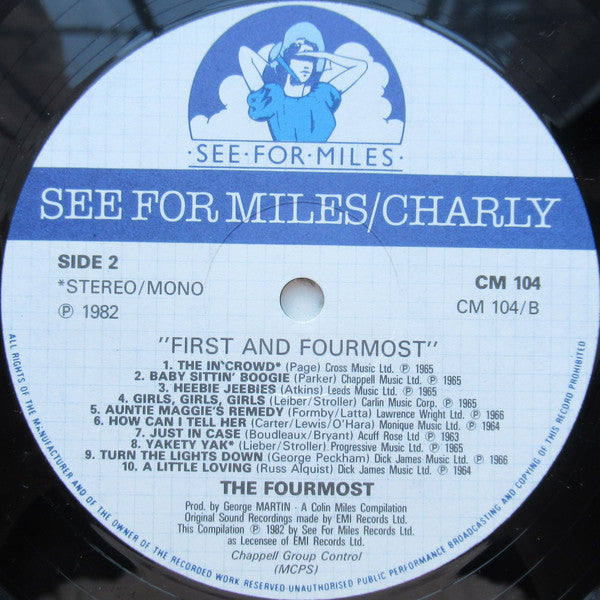 ·SEE·FOR·MILES·
SEE FOR MILES/CHARLY
SIDE 2
*STEREO/MONO
℗ 1982
CM 104
CM 104/B
"FIRST AND FOURMOST"
1. THE IN'CROWD* (Page) Cross Music Ltd. ℗ 1965
2. BABY SITTIN' BOOGIE (Parker) Chappell Music Ltd. ℗ 1965
3. HEEBIE JEEBIES (Atkins) Leeds Music Ltd. ℗ 1965
4. GIRLS, GIRLS, GIRLS (Leiber/Stroller) Carlin Music Corp. ℗ 1965
5. AUNTIE MAGGIE'S REMEDY (Formby/Latta) Lawrence Wright Ltd. ℗ 1966
6. HOW CAN I TELL HER (Carter/Lewis/O'Hara) Monique Music Ltd. ℗ 1964
7. JUST IN CASE (Boudleaux/Bryant) Acuff Rose Ltd ℗ 1963
8. YAKETY YAK* (Lieber/Stroller) Progressive Music Ltd. ℗ 1965
9. TURN THE LIGHTS DOWN (George Peckham) Dick James Music Ltd. ℗ 1966
10. A LITTLE LOVING (Russ Alquist) Dick James Music Ltd. ℗ 1964
THE FOURMOST
Prod. by George MARTIN · A Colin Miles Compilation
Original Sound Recordings made by EMI Records Ltd.
This Compilation ℗ 1982 by See For Miles Records Ltd.
as Lecensee of EMI Records Ltd.
Chappell Group Control
(MCPS)
ALL RIGHTS OF THE MANUFACTURER AND OF THE OWNER OF THE RECORDED WORK RESERVED UNAUTHORISED PUBLIC PERFORMANCE BROADCASTING AND COPYING OF THIS RECORD PROHIBITED